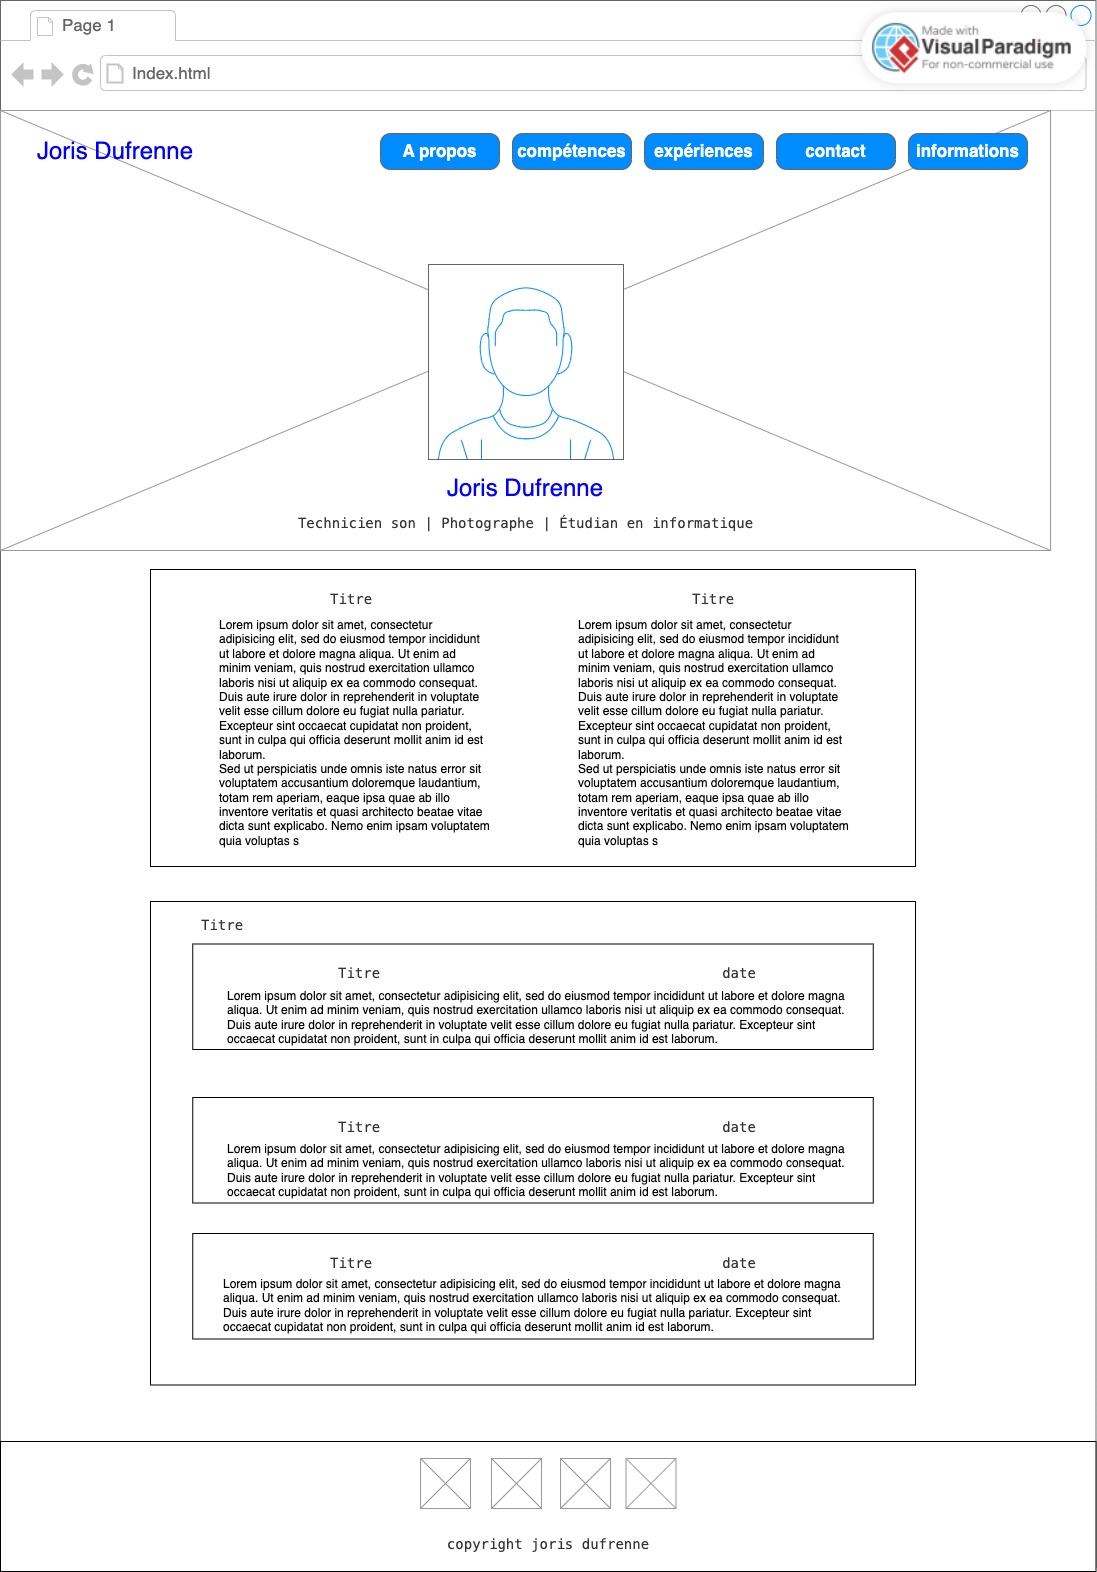 Page 1
Made with
VisualParadigm
For non-commercial use
Index.html
Joris Dufrenne
A propos
compétences
expériences
contact
informations
Joris Dufrenne
Technicien son | Photographe | Étudian en informatique
Titre
Lorem ipsum dolor sit amet, consectetur
adipisicing elit, sed do eiusmod tempor incididunt
ut labore et dolore magna aliqua. Ut enim ad
minim veniam, quis nostrud exercitation ullamco
laboris nisi ut aliquip ex ea commodo consequat.
Duis aute irure dolor in reprehenderit in voluptate
velit esse cillum dolore eu fugiat nulla pariatur.
Excepteur sint occaecat cupidatat non proident,
sunt in culpa qui officia deserunt mollit anim id est
laborum.
Sed ut perspiciatis unde omnis iste natus error sit
voluptatem accusantium doloremque laudantium,
totam rem aperiam, eaque ipsa quae ab illo
inventore veritatis et quasi architecto beatae vitae
dicta sunt explicabo. Nemo enim ipsam voluptatem
quia voluptas s
Titre
Lorem ipsum dolor sit amet, consectetur
adipisicing elit, sed do eiusmod tempor incididunt
ut labore et dolore magna aliqua. Ut enim ad
minim veniam, quis nostrud exercitation ullamco
laboris nisi ut aliquip ex ea commodo consequat.
Duis aute irure dolor in reprehenderit in voluptate
velit esse cillum dolore eu fugiat nulla pariatur.
Excepteur sint occaecat cupidatat non proident,
sunt in culpa qui officia deserunt mollit anim id est
laborum.
Sed ut perspiciatis unde omnis iste natus error sit
voluptatem accusantium doloremque laudantium,
totam rem aperiam, eaque ipsa quae ab illo
inventore veritatis et quasi architecto beatae vitae
dicta sunt explicabo. Nemo enim ipsam voluptatem
quia voluptas s
Titre
Titre date
Lorem ipsum dolor sit amet, consectetur adipisicing elit, sed do eiusmod tempor incididunt ut labore et dolore magna
aliqua. Ut enim ad minim veniam, quis nostrud exercitation ullamco laboris nisi ut aliquip ex ea commodo consequat.
Duis aute irure dolor in reprehenderit in voluptate velit esse cillum dolore eu fugiat nulla pariatur. Excepteur sint
occaecat cupidatat non proident, sunt in culpa qui officia deserunt mollit anim id est laborum.
Titre date
Lorem ipsum dolor sit amet, consectetur adipisicing elit, sed do eiusmod tempor incididunt ut labore et dolore magna
aliqua. Ut enim ad minim veniam, quis nostrud exercitation ullamco laboris nisi ut aliquip ex ea commodo consequat.
Duis aute irure dolor in reprehenderit in voluptate velit esse cillum dolore eu fugiat nulla pariatur. Excepteur sint
occaecat cupidatat non proident, sunt in culpa qui officia deserunt mollit anim id est laborum.
Titre date
Lorem ipsum dolor sit amet, consectetur adipisicing elit, sed do eiusmod tempor incididunt ut labore et dolore magna
aliqua. Ut enim ad minim veniam, quis nostrud exercitation ullamco laboris nisi ut aliquip ex ea commodo consequat.
Duis aute irure dolor in reprehenderit in voluptate velit esse cillum dolore eu fugiat nulla pariatur. Excepteur sint
occaecat cupidatat non proident, sunt in culpa qui officia deserunt mollit anim id est laborum.
copyright joris dufrenne